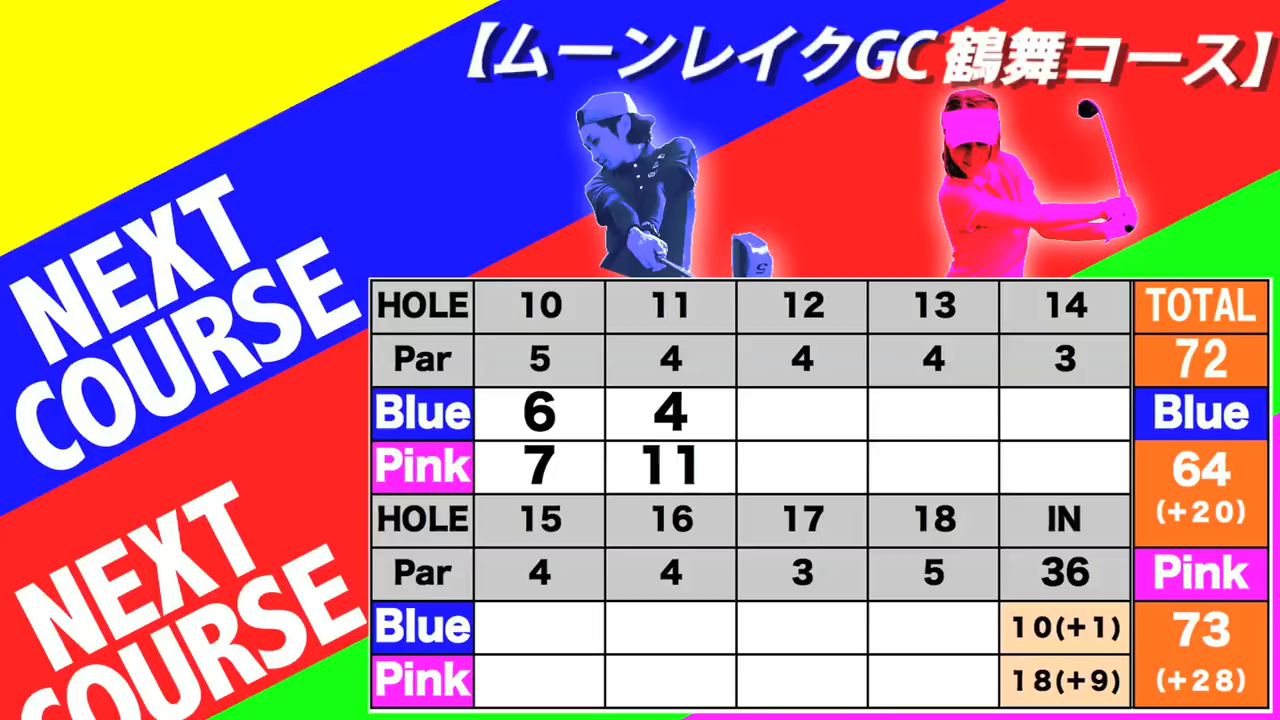 【ムーンレイクGC 鶴舞コース】
NEXT
COURSE
NEXT
COURSE
HOLE 10 11 12 13 14 TOTAL
Par 5 4 4 4 3 72
Blue 6 4 Blue
Pink 7 11 64
(+20)
HOLE 15 16 17 18 IN
Par 4 4 3 5 36 Pink
Blue 10(+1) 73
Pink 18(+9) (+28)
5